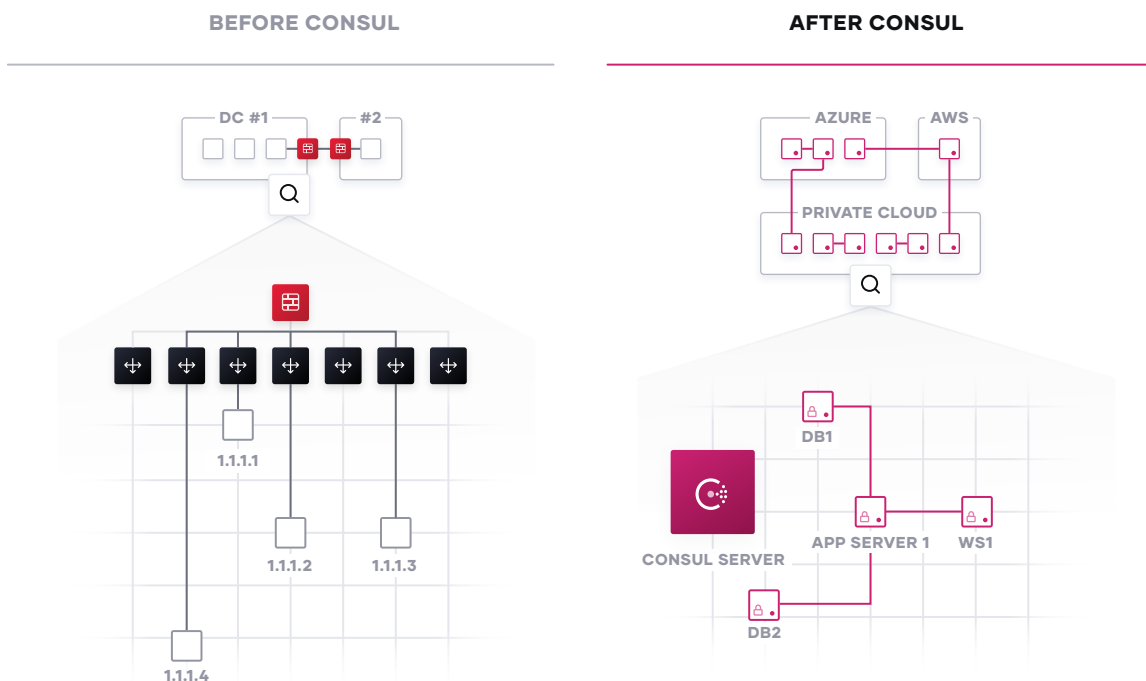 BEFORE CONSUL
DC #1
#2
1.1.1.1
1.1.1.2
1.1.1.3
1.1.1.4
AFTER CONSUL
AZURE
AWS
PRIVATE CLOUD
DB1
APP SERVER 1
WS1
CONSUL SERVER
DB2